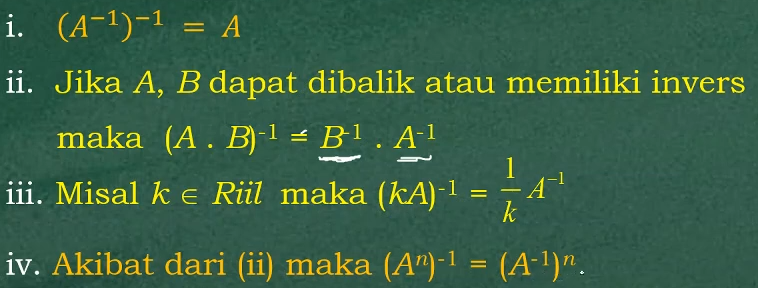 i. (A⁻¹)⁻¹ = A
ii. Jika A, B dapat dibalik atau memiliki invers
maka (A . B)⁻¹ = B⁻¹ . A⁻¹
iii. Misal k ∈ Riil maka (kA)⁻¹ = 1/k A⁻¹
iv. Akibat dari (ii) maka (Aⁿ)⁻¹ = (A⁻¹)ⁿ.